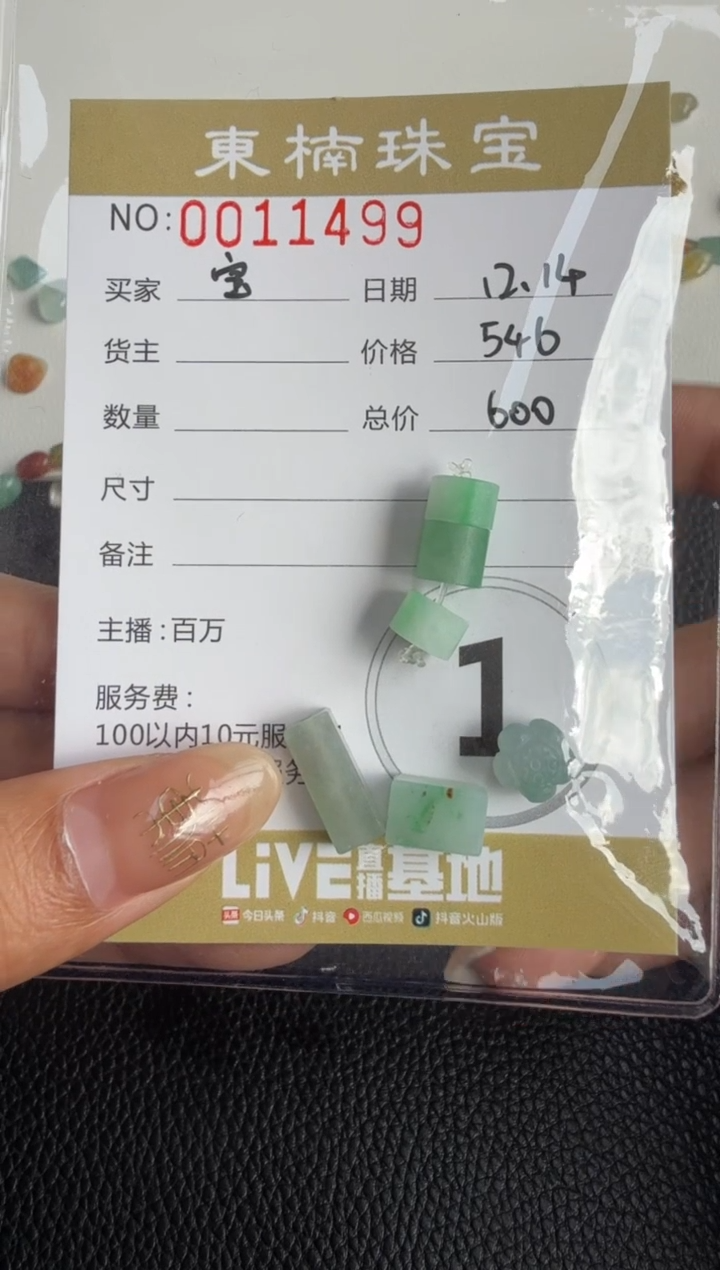 東楠珠宝
NO:0011499
买家 宝 日期 12.14
货主 价格 546
数量 总价 600
尺寸
备注
主播:百万
服务费:
100以内10元服
1
LiVE直播基地
今日头条 抖音 西瓜视频 抖音火山版